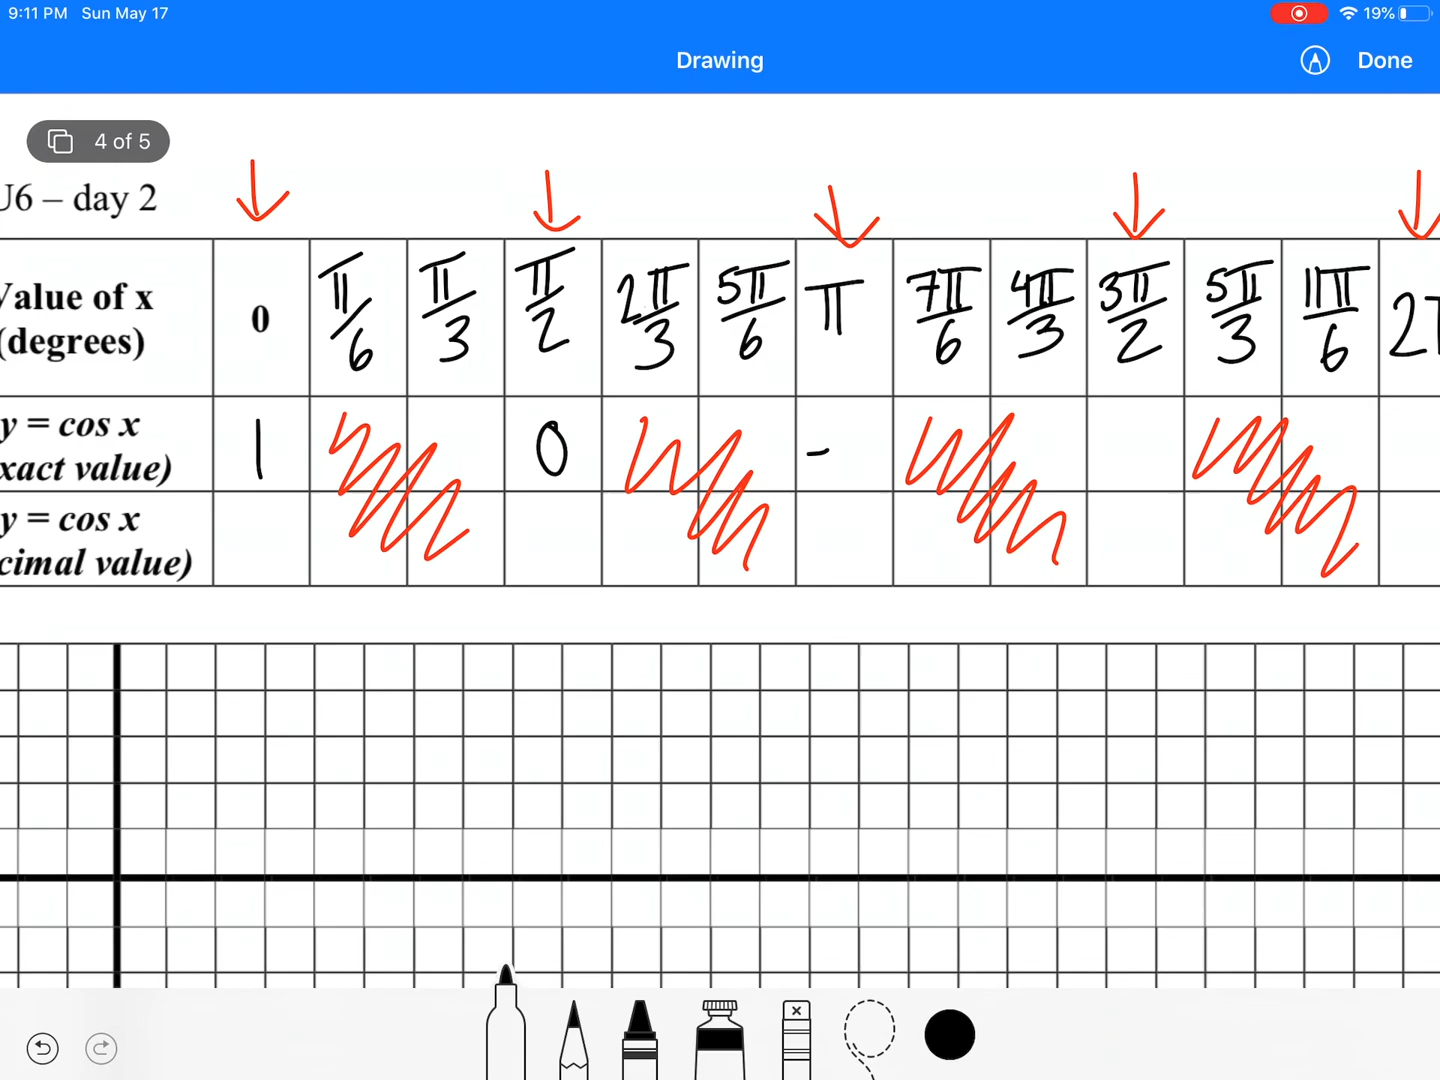 9:11 PM Sun May 17
19%
Drawing
Done
4 of 5
U6 – day 2
Value of x 0 π/6 π/3 π/2 2π/3 5π/6 π 7π/6 4π/3 3π/2 5π/3 11π/6 2π
(degrees)
y = cos x 1 0 -
xact value)
y = cos x
cimal value)